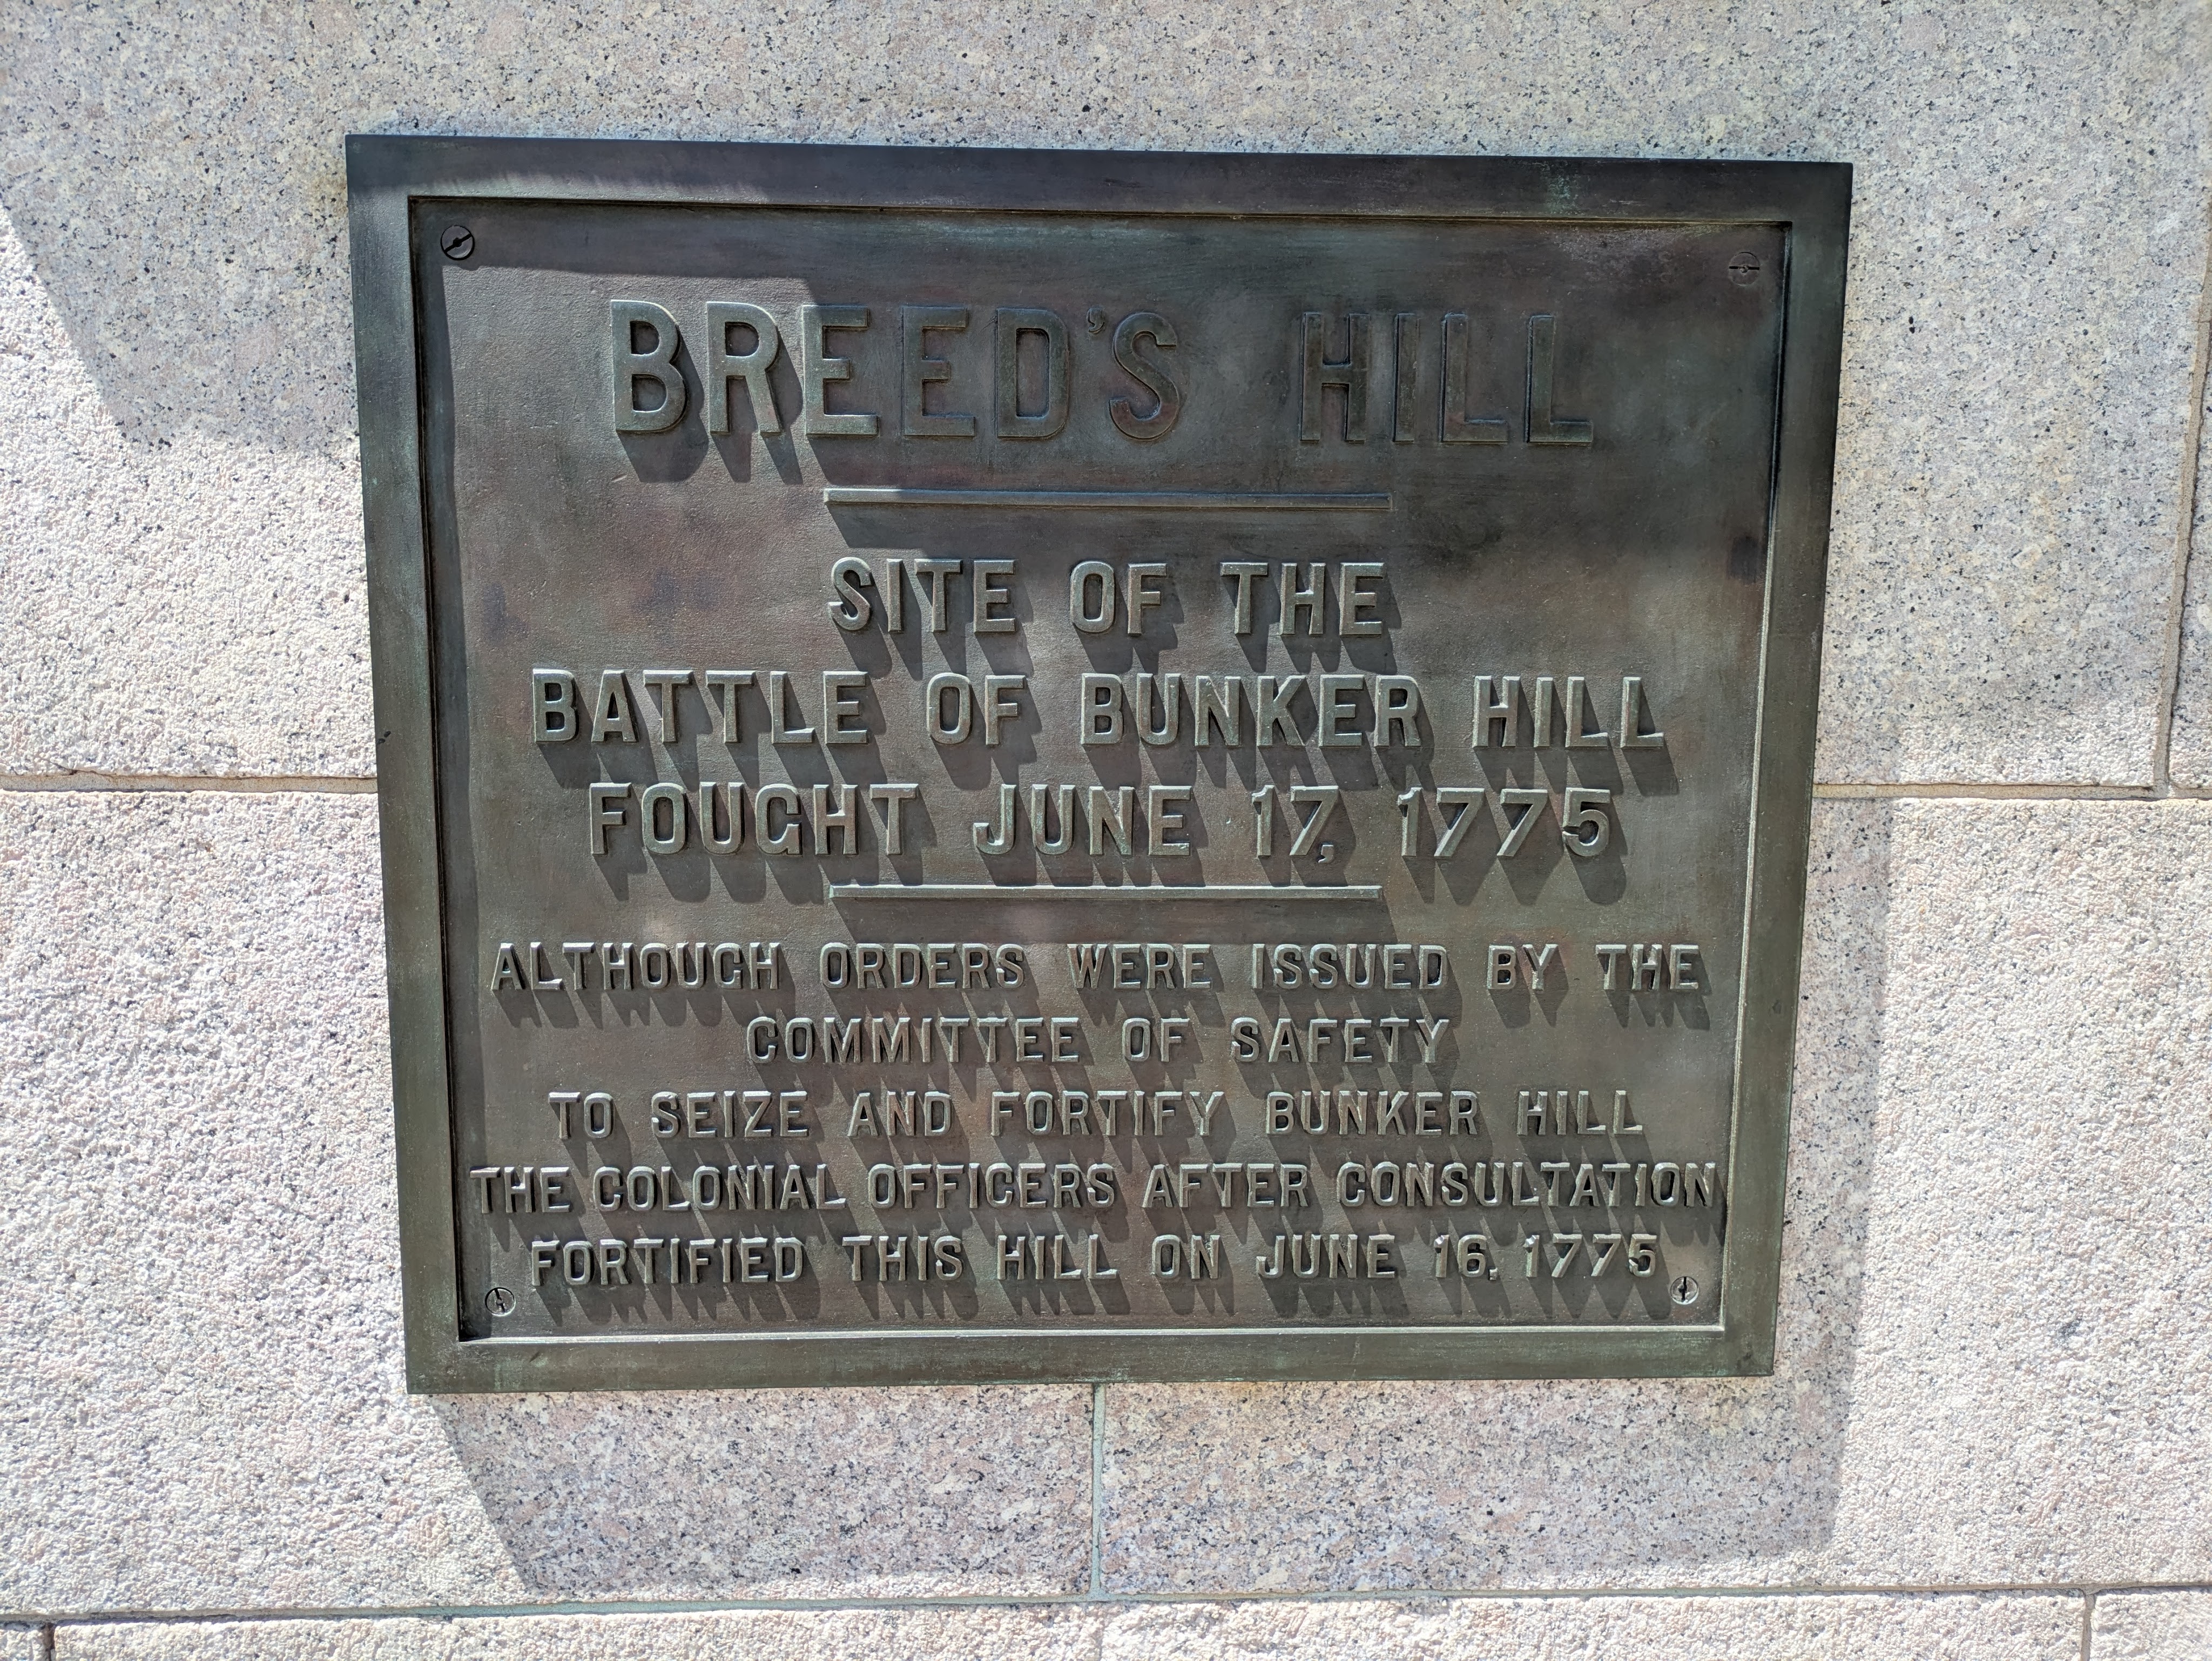 BREED'S HILL
SITE OF THE
BATTLE OF BUNKER HILL
FOUGHT JUNE 17, 1775
ALTHOUGH ORDERS WERE ISSUED BY THE
COMMITTEE OF SAFETY
TO SEIZE AND FORTIFY BUNKER HILL
THE COLONIAL OFFICERS AFTER CONSULTATION
FORTIFIED THIS HILL ON JUNE 16, 1775